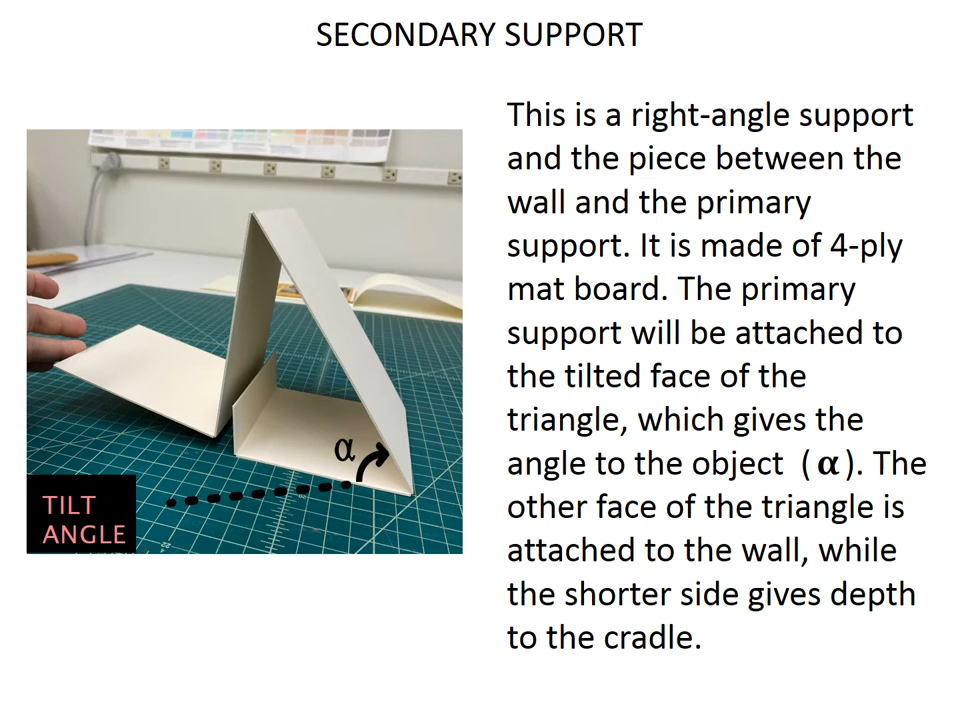 SECONDARY SUPPORT
This is a right-angle support
and the piece between the
wall and the primary
support. It is made of 4-ply
mat board. The primary
support will be attached to
the tilted face of the
triangle, which gives the
angle to the object  ( α ). The
other face of the triangle is
attached to the wall, while
the shorter side gives depth
to the cradle.
α
TILT
ANGLE